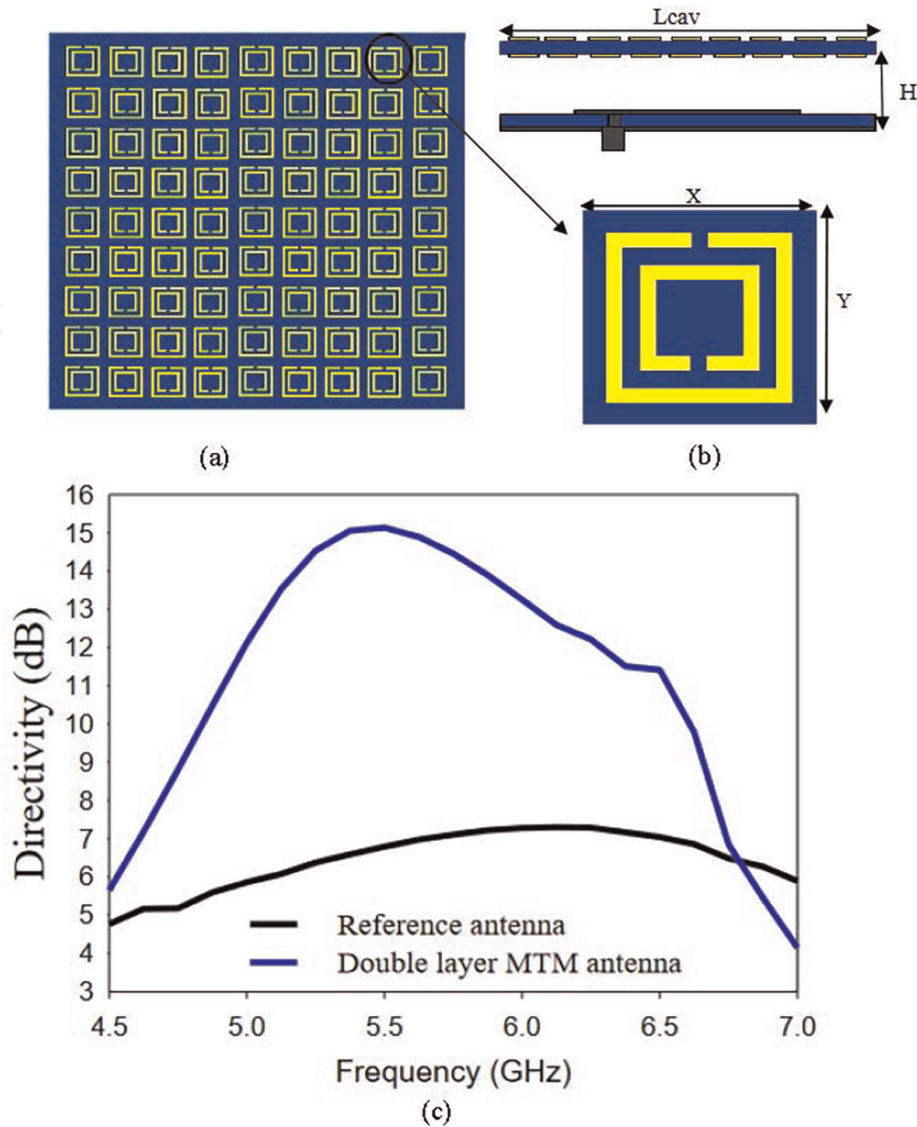 Lcav
H
X
Y
(a)
(b)
16
15
14
13
12
11
10
9
8
7
6
5
4
3
Directivity (dB)
Reference antenna
Double layer MTM antenna
4.5 5.0 5.5 6.0 6.5 7.0
Frequency (GHz)
(c)